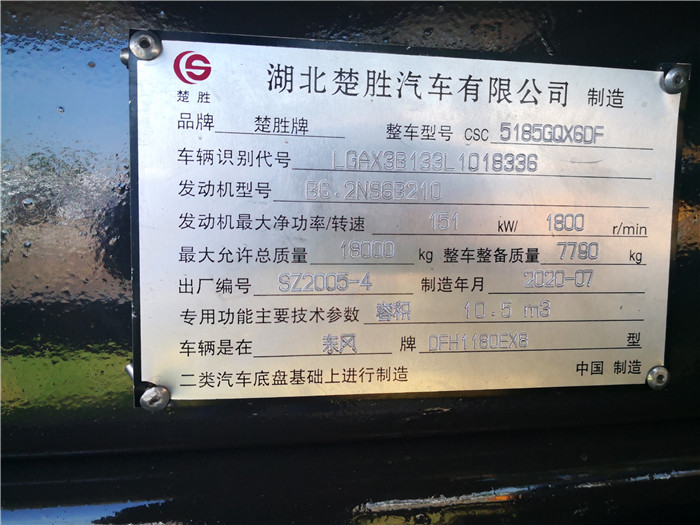 湖北楚胜汽车有限公司 制造
楚胜
品牌 楚胜牌 整车型号 CSC 5185GQX6DF
车辆识别代号 LGAX3B133L1018336
发动机型号 B6.2NS6B210
发动机最大净功率/转速 151 kW/ 1800 r/min
最大允许总质量 18000 kg 整车整备质量 7780 kg
出厂编号 SZ2005-4 制造年月 2020-07
专用功能主要技术参数 容积 10.5 m3
车辆是在 东风 牌 DFH1180EX8 型
二类汽车底盘基础上进行制造 中国 制造